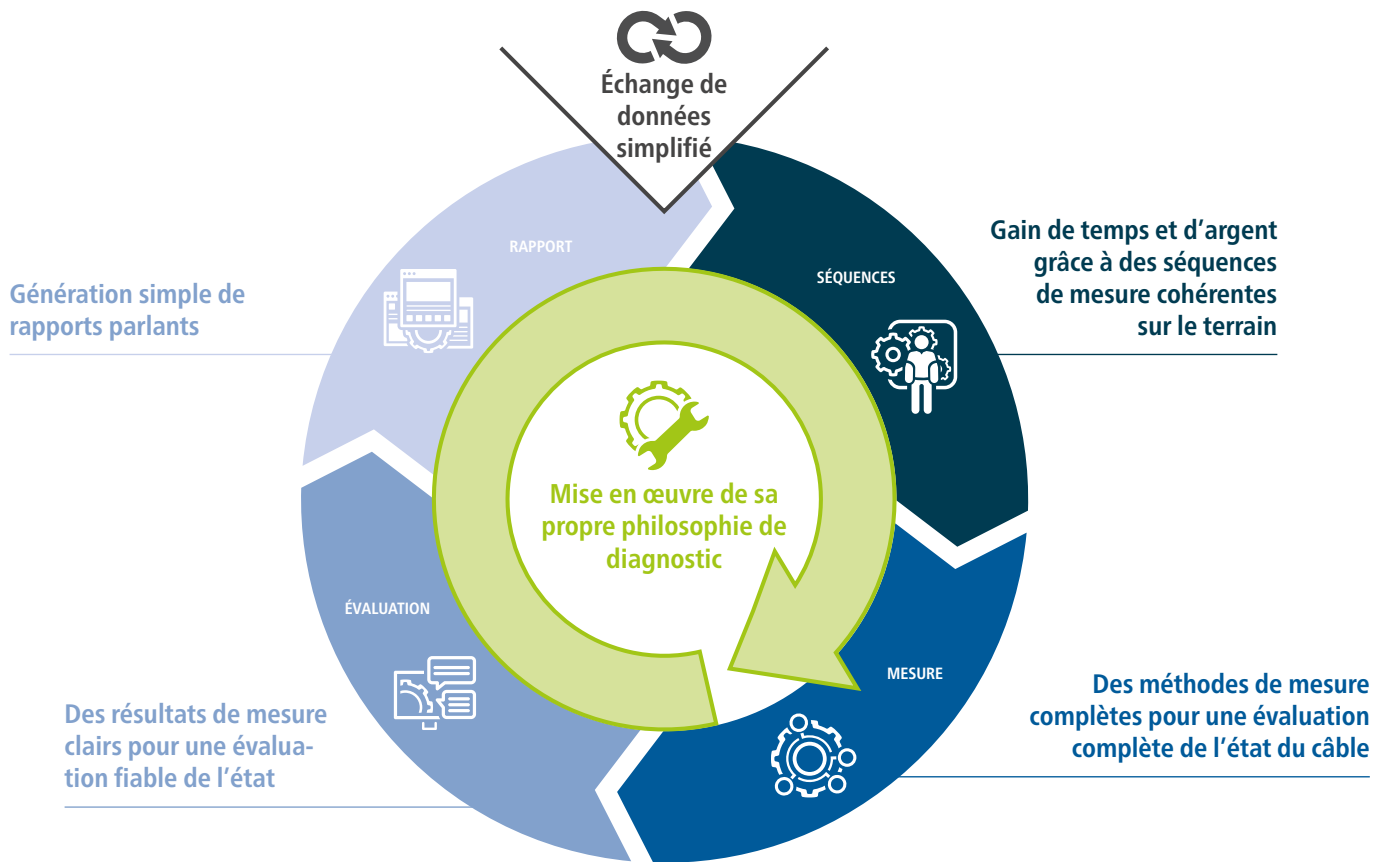 Échange de
données
simplifié
RAPPORT
Génération simple de
rapports parlants
SÉQUENCES
Gain de temps et d’argent
grâce à des séquences
de mesure cohérentes
sur le terrain
Mise en œuvre de sa
propre philosophie de
diagnostic
ÉVALUATION
Des résultats de mesure
clairs pour une évalua-
tion fiable de l’état
MESURE
Des méthodes de mesure
complètes pour une évaluation
complète de l’état du câble